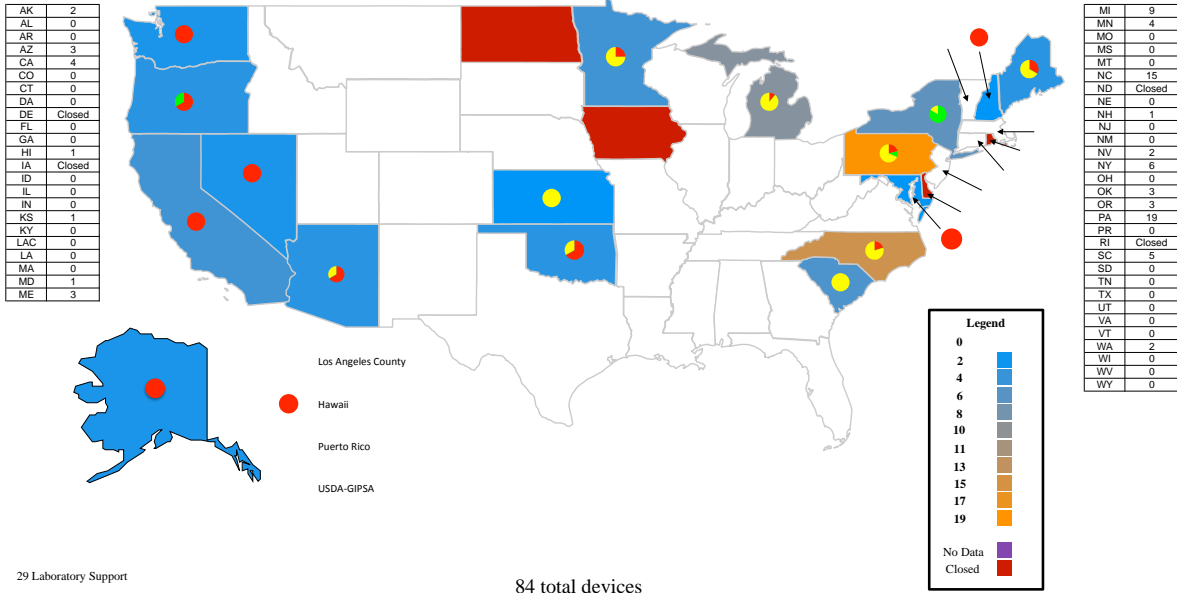 AK 2
AL 0
AR 0
AZ 3
CA 4
CO 0
CT 0
DA 0
DE Closed
FL 0
GA 0
HI 1
IA Closed
ID 0
IL 0
IN 0
KS 1
KY 0
LAC 0
LA 0
MA 0
MD 1
ME 3
MI 9
MN 4
MO 0
MS 0
MT 0
NC 15
ND Closed
NE 0
NH 1
NJ 0
NM 0
NV 2
NY 6
OH 0
OK 3
OR 3
PA 19
PR 0
RI Closed
SC 5
SD 0
TN 0
TX 0
UT 0
VA 0
VT 0
WA 2
WI 0
WV 0
WY 0
Los Angeles County
Hawaii
Puerto Rico
USDA-GIPSA
Legend
0
2
4
6
8
10
11
13
15
17
19
No Data
Closed
29 Laboratory Support
84 total devices